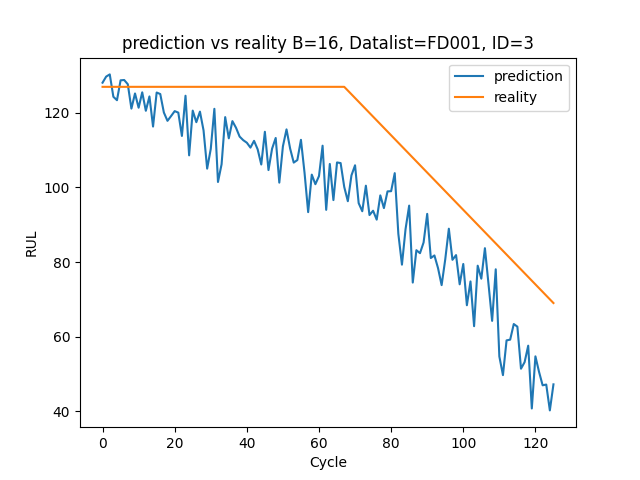 prediction vs reality B=16, Datalist=FD001, ID=3
prediction
reality
RUL
120
100
80
60
40
0 20 40 60 80 100 120
Cycle